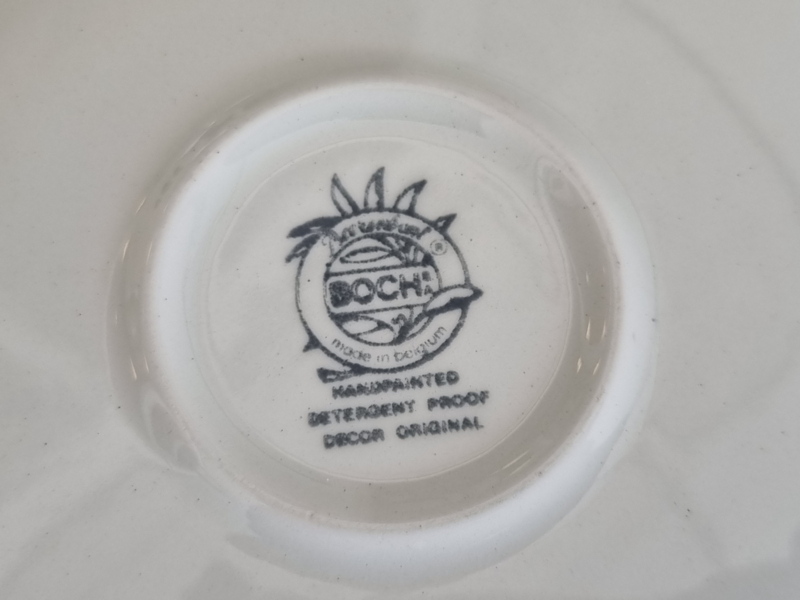 ®
BOCH
made in belgium
HANDPAINTED
DETERGENT PROOF
DECOR ORIGINAL